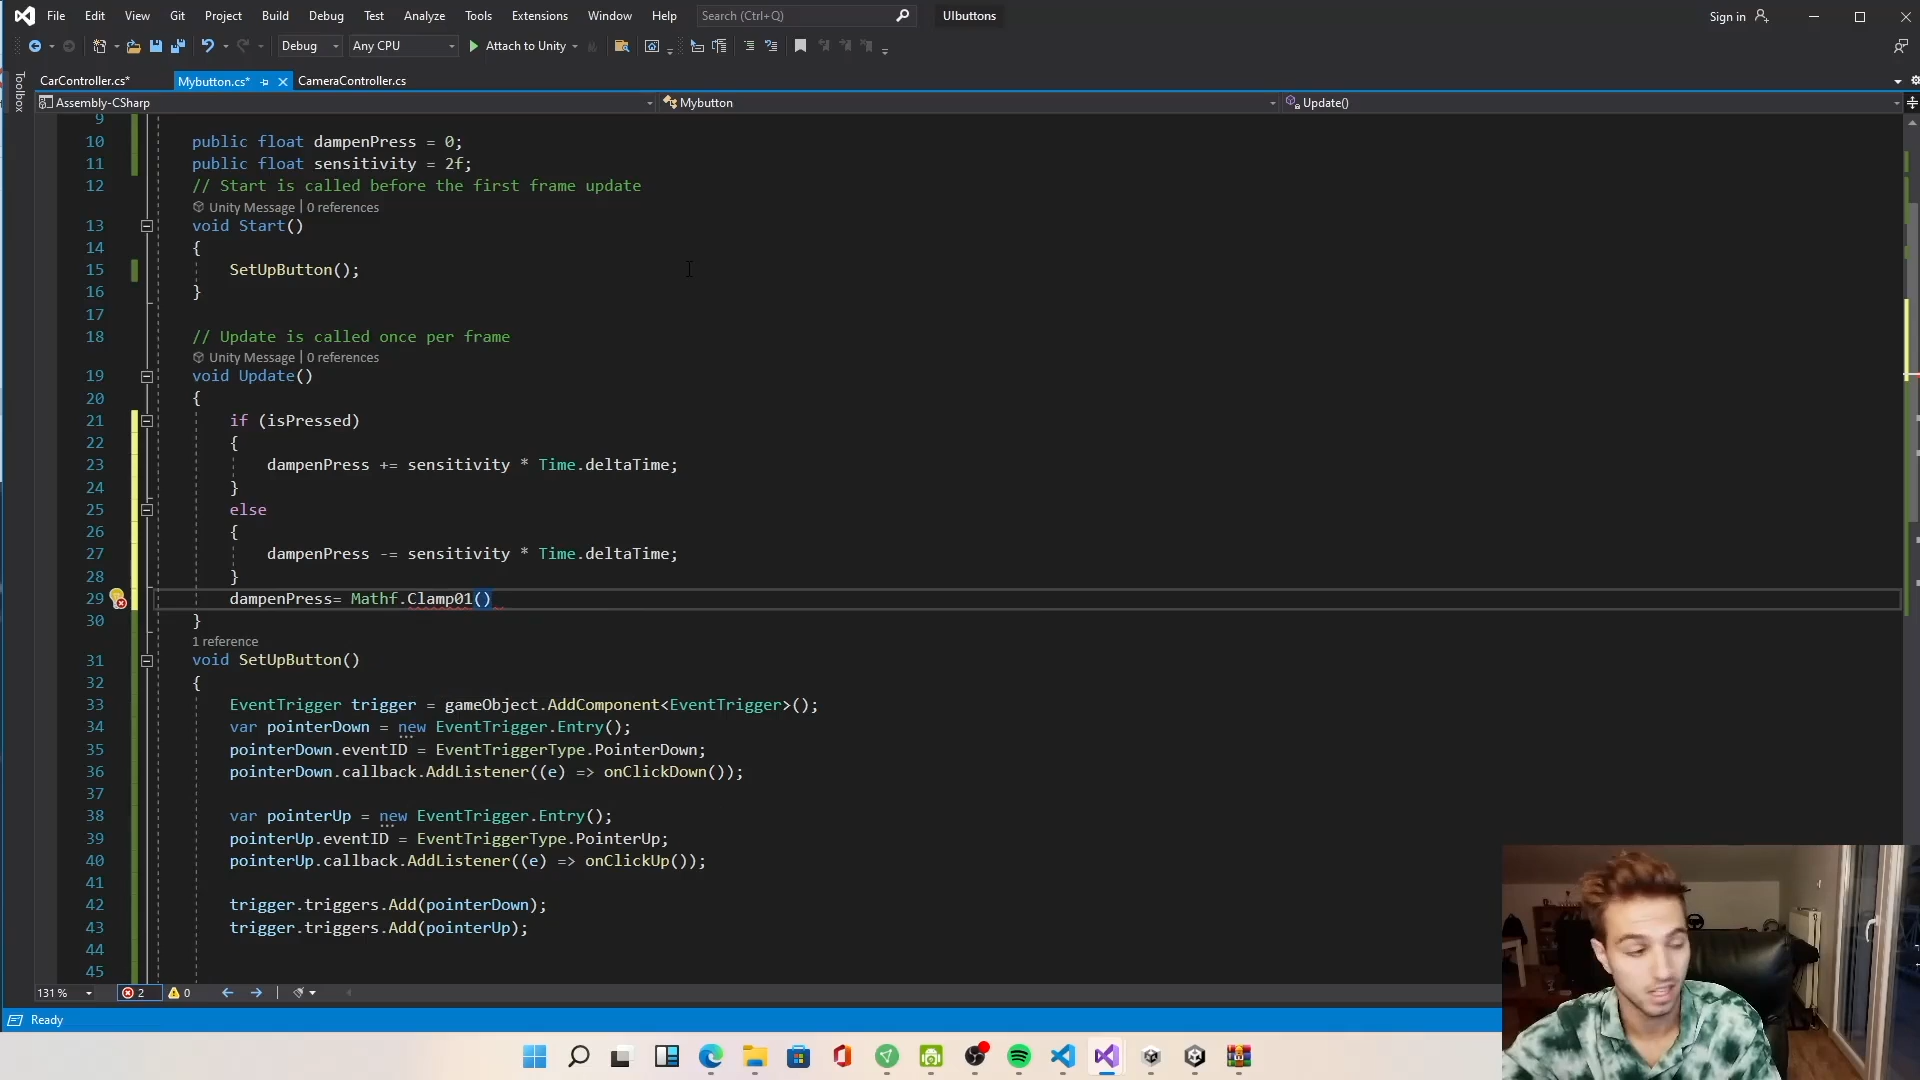 File Edit View Git Project Build Debug Test Analyze Tools Extensions Window Help Search (Ctrl+Q) UIbuttons Sign in
Debug Any CPU Attach to Unity
Toolbox
CarController.cs* Mybutton.cs* CameraController.cs
Assembly-CSharp Mybutton Update()
9
10 public float dampenPress = 0;
11 public float sensitivity = 2f;
12 // Start is called before the first frame update
Unity Message | 0 references
13 void Start()
14 {
15 SetUpButton();
16 }
17
18 // Update is called once per frame
Unity Message | 0 references
19 void Update()
20 {
21 if (isPressed)
22 {
23 dampenPress += sensitivity * Time.deltaTime;
24 }
25 else
26 {
27 dampenPress -= sensitivity * Time.deltaTime;
28 }
29 dampenPress= Mathf.Clamp01()
30 }
1 reference
31 void SetUpButton()
32 {
33 EventTrigger trigger = gameObject.AddComponent<EventTrigger>();
34 var pointerDown = new EventTrigger.Entry();
35 pointerDown.eventID = EventTriggerType.PointerDown;
36 pointerDown.callback.AddListener((e) => onClickDown());
37
38 var pointerUp = new EventTrigger.Entry();
39 pointerUp.eventID = EventTriggerType.PointerUp;
40 pointerUp.callback.AddListener((e) => onClickUp());
41
42 trigger.triggers.Add(pointerDown);
43 trigger.triggers.Add(pointerUp);
44
45
131 % 2 0
Ready